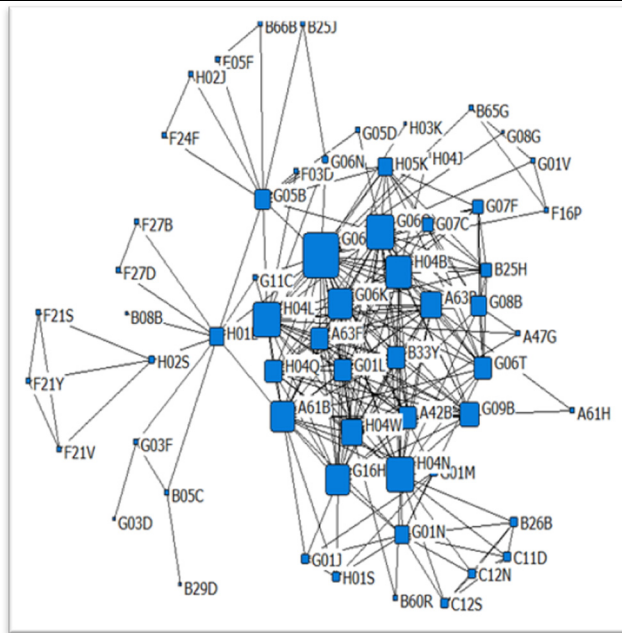 B66B
B25J
E05F
H02J
B65G
G05D
H03K
G08G
F24F
G06N
H05K
H04J
G01V
F03D
G05B
G07F
F16P
F27B
G07C
H04B
B25H
F27D
G11C
G06K
G08B
F21S
B08B
H04L
A63F
A47G
H02S
B33Y
G06T
F21Y
H04Q
G01L
A61B
A42B
G09B
A61H
F21V
G03F
H04W
H04N
G16H
G01M
B05C
G03D
G01N
B26B
G01J
C11D
H01S
C12N
B29D
B60R
C12S